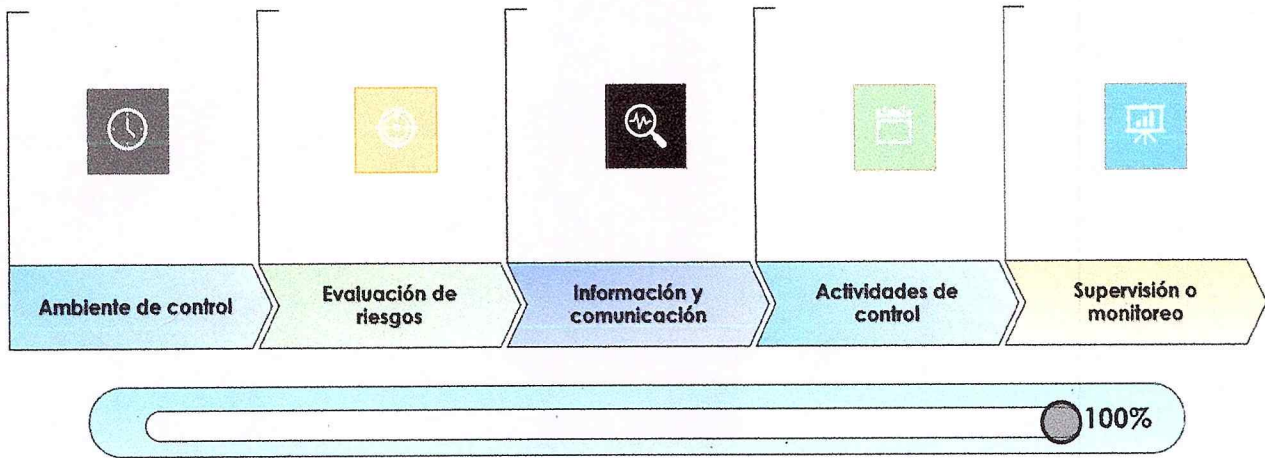 Ambiente de control
Evaluación de
riesgos
Información y
comunicación
Actividades de
control
Supervisión o
monitoreo
100%